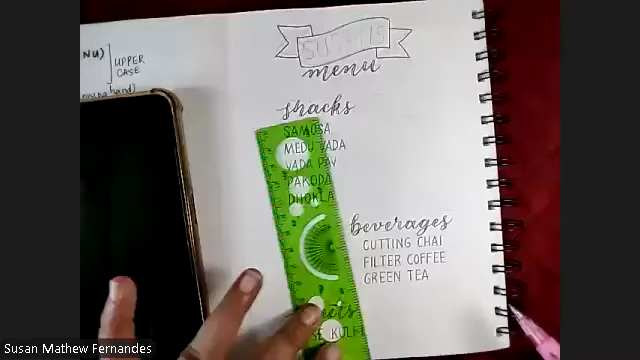 NU)
UPPER
CASE
menu
snacks
SAMOSA
MEDU VADA
VADA PAV
PAKODA
DHOKLA
beverages
CUTTING CHAI
FILTER COFFEE
GREEN TEA
Susan Mathew Fernandes